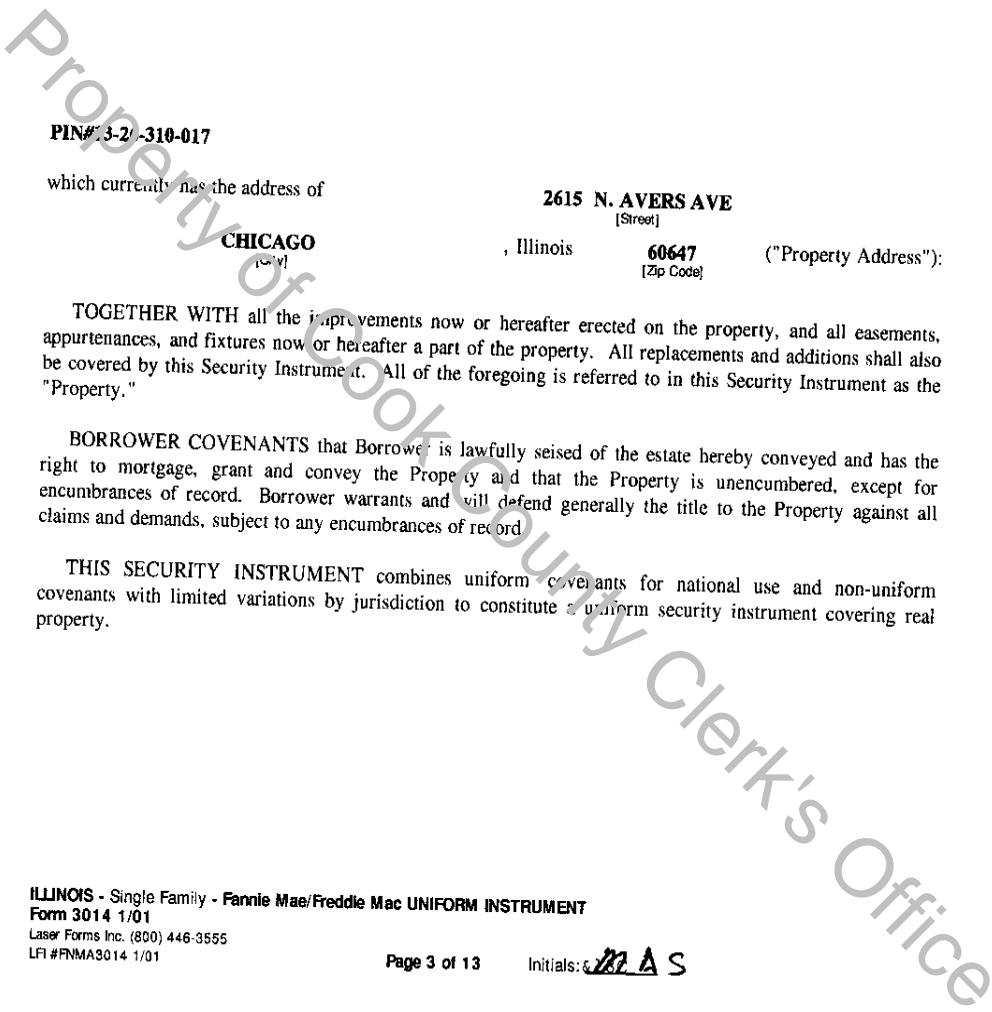 PIN#13-26-310-017
which currently has the address of
2615 N. AVERS AVE
[Street]
CHICAGO , Illinois 60647 ("Property Address"):
[City] [Zip Code]
TOGETHER WITH all the improvements now or hereafter erected on the property, and all easements,
appurtenances, and fixtures now or hereafter a part of the property. All replacements and additions shall also
be covered by this Security Instrument. All of the foregoing is referred to in this Security Instrument as the
"Property."
BORROWER COVENANTS that Borrower is lawfully seised of the estate hereby conveyed and has the
right to mortgage, grant and convey the Property and that the Property is unencumbered, except for
encumbrances of record. Borrower warrants and will defend generally the title to the Property against all
claims and demands, subject to any encumbrances of record
THIS SECURITY INSTRUMENT combines uniform covenants for national use and non-uniform
covenants with limited variations by jurisdiction to constitute a uniform security instrument covering real
property.
Property of Cook County Clerk's Office
ILLINOIS - Single Family - Fannie Mae/Freddie Mac UNIFORM INSTRUMENT
Form 3014 1/01
Laser Forms Inc. (800) 446-3555
LFI #FNMA3014 1/01
Page 3 of 13 Initials: M A S